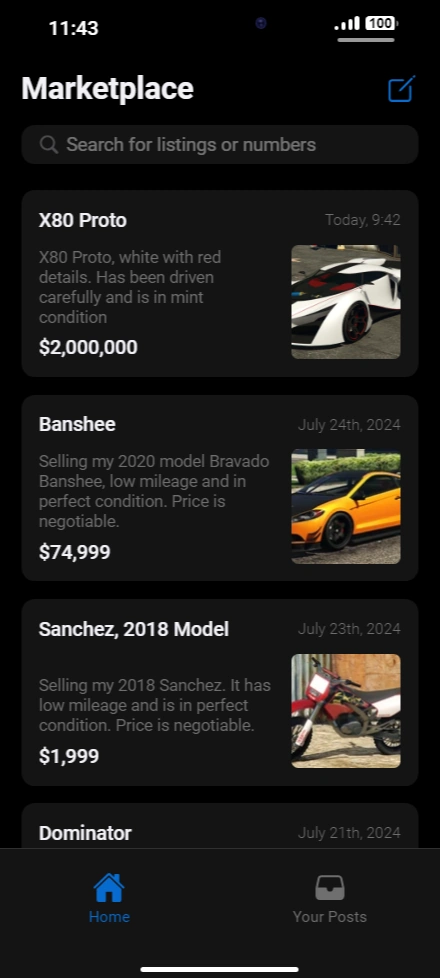 11:43
100
Marketplace
Search for listings or numbers
X80 Proto
Today, 9:42
X80 Proto, white with red
details. Has been driven
carefully and is in mint
condition
$2,000,000
Banshee
July 24th, 2024
Selling my 2020 model Bravado
Banshee, low mileage and in
perfect condition. Price is
negotiable.
$74,999
Sanchez, 2018 Model
July 23th, 2024
Selling my 2018 Sanchez. It has
low mileage and is in perfect
condition. Price is negotiable.
$1,999
Dominator
July 21th, 2024
Home
Your Posts